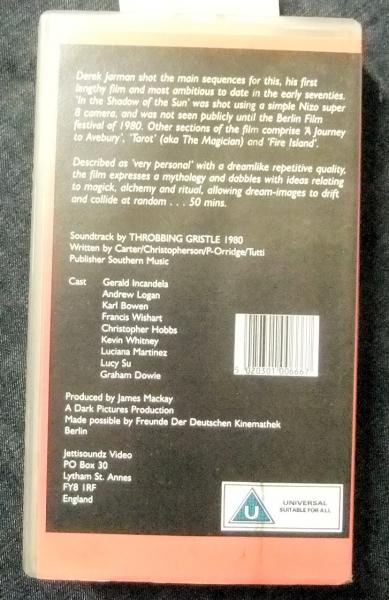 Derek Jarman shot the main sequences for this, his first
lengthy film and most ambitious to date in the early seventies.
'In the Shadow of the Sun' was shot using a simple Nizo super
8 camera, and was not seen publicly until the Berlin Film
festival of 1980. Other sections of the film comprise 'A Journey
to Avebury', 'Tarot' (aka The Magician) and 'Fire Island'.
Described as 'very personal' with a dreamlike repetitive quality,
the film expresses a mythology and dabbles with ideas relating
to magick, alchemy and ritual, allowing dream-images to drift
and collide at random . . . 50 mins.
Soundtrack by THROBBING GRISTLE 1980
Written by Carter/Christopherson/P-Orridge/Tutti
Publisher Southern Music
Cast Gerald Incandela
Andrew Logan
Karl Bowen
Francis Wishart
Christopher Hobbs
Kevin Whitney
Luciana Martinez
Lucy Su
Graham Dowie
5 020301 006667
Produced by James Mackay
A Dark Pictures Production
Made possible by Freunde Der Deutschen Kinemathek
Berlin
Jettisoundz Video
PO Box 30
Lytham St. Annes
FY8 1RF
England
U
UNIVERSAL
SUITABLE FOR ALL